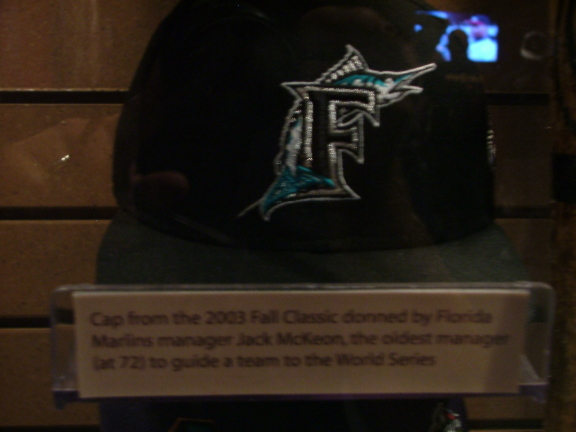 F
Cap from the 2003 Fall Classic donned by Florida
Marlins manager Jack McKeon, the oldest manager
(at 72) to guide a team to the World Series